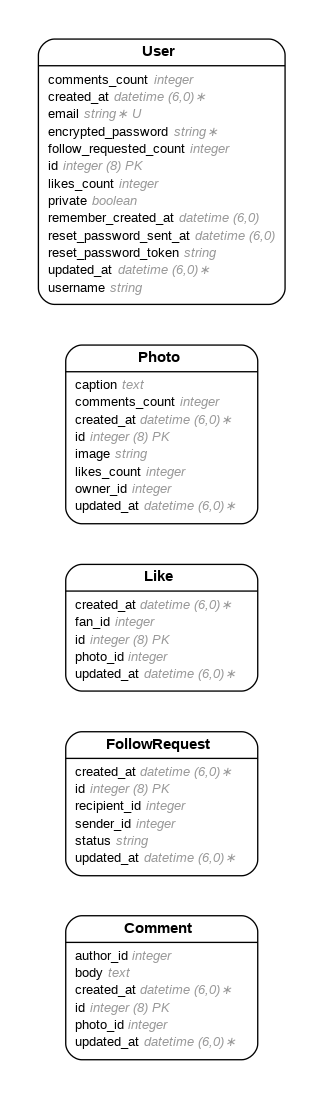 User
comments_count integer
created_at datetime (6,0) ∗
email string ∗ U
encrypted_password string ∗
follow_requested_count integer
id integer (8) PK
likes_count integer
private boolean
remember_created_at datetime (6,0)
reset_password_sent_at datetime (6,0)
reset_password_token string
updated_at datetime (6,0) ∗
username string
Photo
caption text
comments_count integer
created_at datetime (6,0) ∗
id integer (8) PK
image string
likes_count integer
owner_id integer
updated_at datetime (6,0) ∗
Like
created_at datetime (6,0) ∗
fan_id integer
id integer (8) PK
photo_id integer
updated_at datetime (6,0) ∗
FollowRequest
created_at datetime (6,0) ∗
id integer (8) PK
recipient_id integer
sender_id integer
status string
updated_at datetime (6,0) ∗
Comment
author_id integer
body text
created_at datetime (6,0) ∗
id integer (8) PK
photo_id integer
updated_at datetime (6,0) ∗